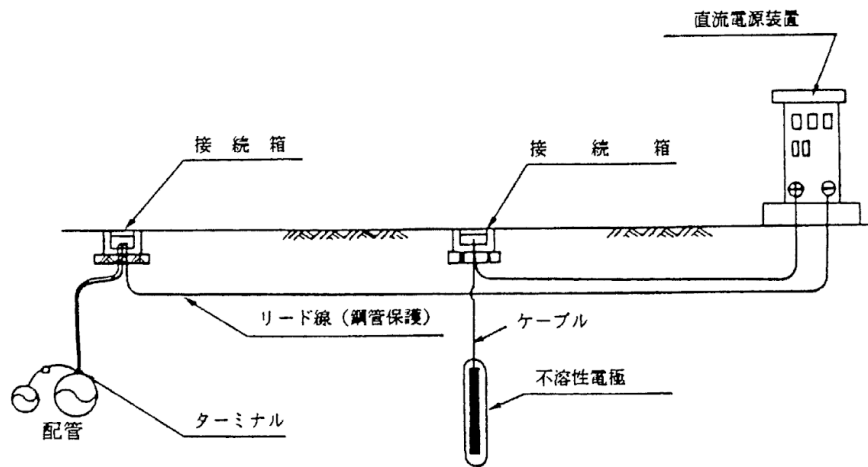 直流電源装置
接続箱
接続箱
⊕ ⊖
リード線（鋼管保護）
ケーブル
不溶性電極
ターミナル
配管